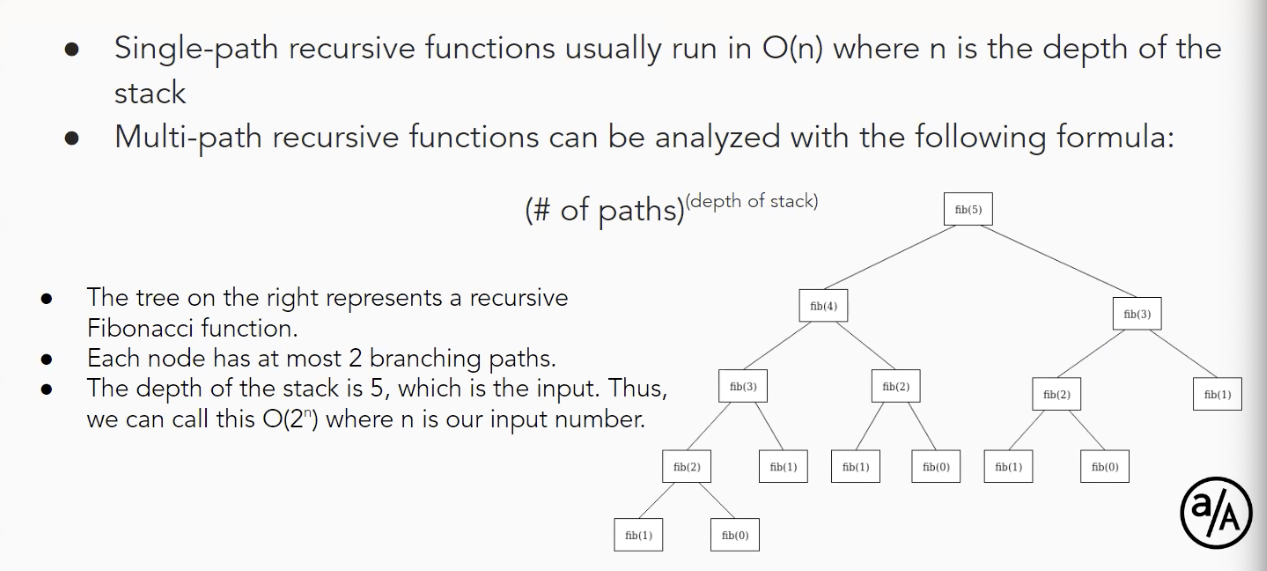 ● Single-path recursive functions usually run in O(n) where n is the depth of the
stack
● Multi-path recursive functions can be analyzed with the following formula:
(# of paths)^(depth of stack)
● The tree on the right represents a recursive
Fibonacci function.
● Each node has at most 2 branching paths.
● The depth of the stack is 5, which is the input. Thus,
we can call this O(2ⁿ) where n is our input number.
fib(5)
fib(4)
fib(3)
fib(3)
fib(2)
fib(2)
fib(1)
fib(2)
fib(1)
fib(1)
fib(0)
fib(1)
fib(0)
fib(1)
fib(0)
a/A